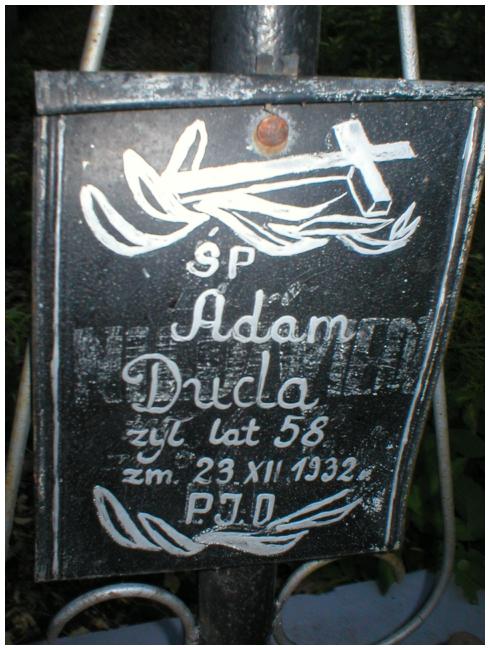 ŚP
Adam
Duda
żył lat 58
zm. 23 XII 1932.
P.J.O